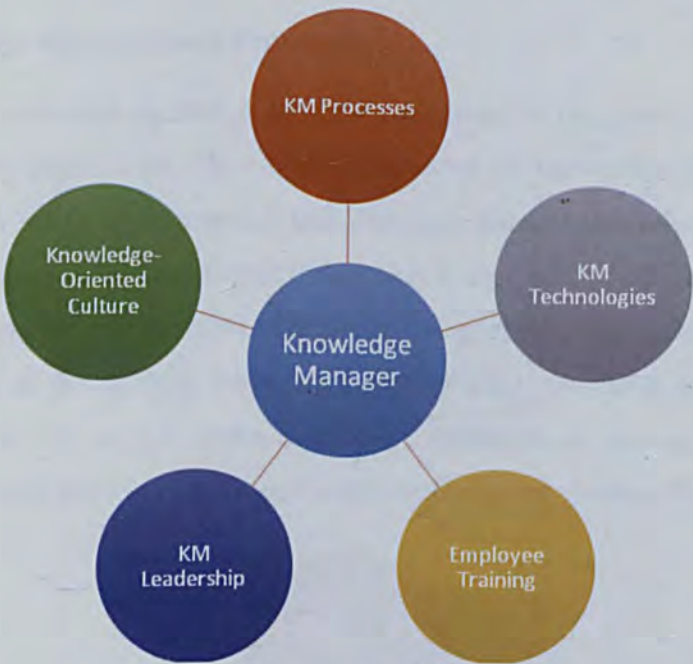 KM Processes
Knowledge-
Oriented
Culture
KM
Technologies
Knowledge
Manager
KM
Leadership
Employee
Training